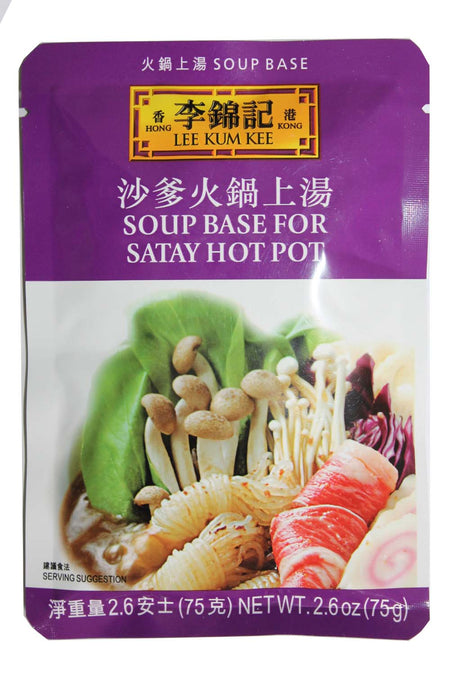 火鍋上湯 SOUP BASE
香 李錦記 港
HONG KONG
LEE KUM KEE
沙爹火鍋上湯
SOUP BASE FOR
SATAY HOT POT
建議食法
SERVING SUGGESTION
淨重量2.6安士(75克) NET WT. 2.6oz(75g)